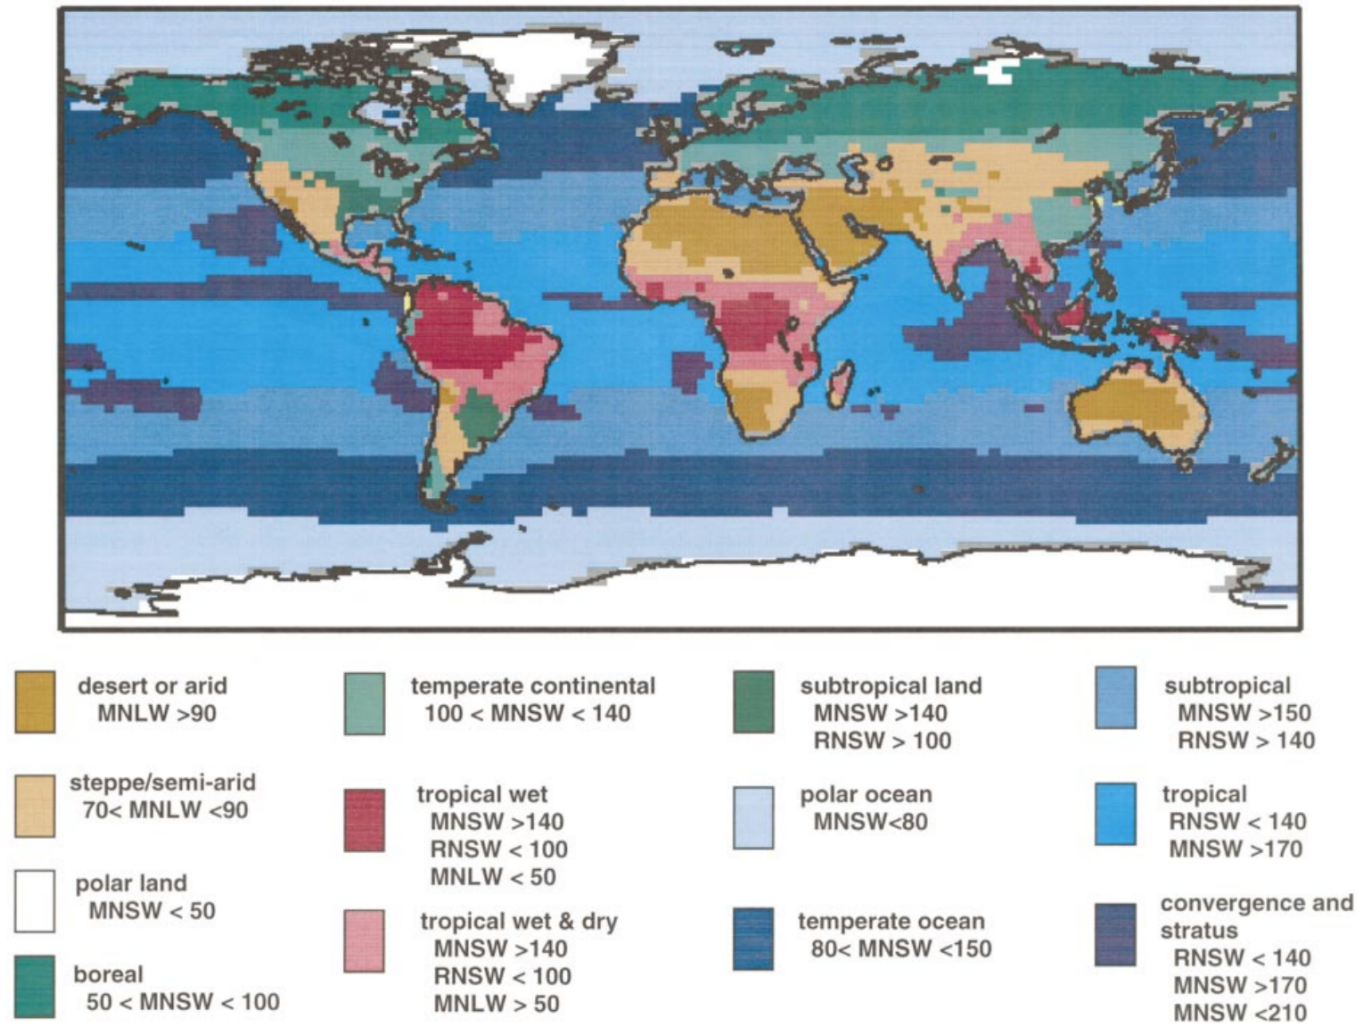 desert or arid
MNLW >90
steppe/semi-arid
70< MNLW <90
polar land
MNSW < 50
boreal
50 < MNSW < 100
temperate continental
100 < MNSW < 140
tropical wet
MNSW >140
RNSW < 100
MNLW < 50
tropical wet & dry
MNSW >140
RNSW < 100
MNLW > 50
subtropical land
MNSW >140
RNSW > 100
polar ocean
MNSW<80
temperate ocean
80< MNSW <150
subtropical
MNSW >150
RNSW > 140
tropical
RNSW < 140
MNSW >170
convergence and
stratus
RNSW < 140
MNSW >170
MNSW <210